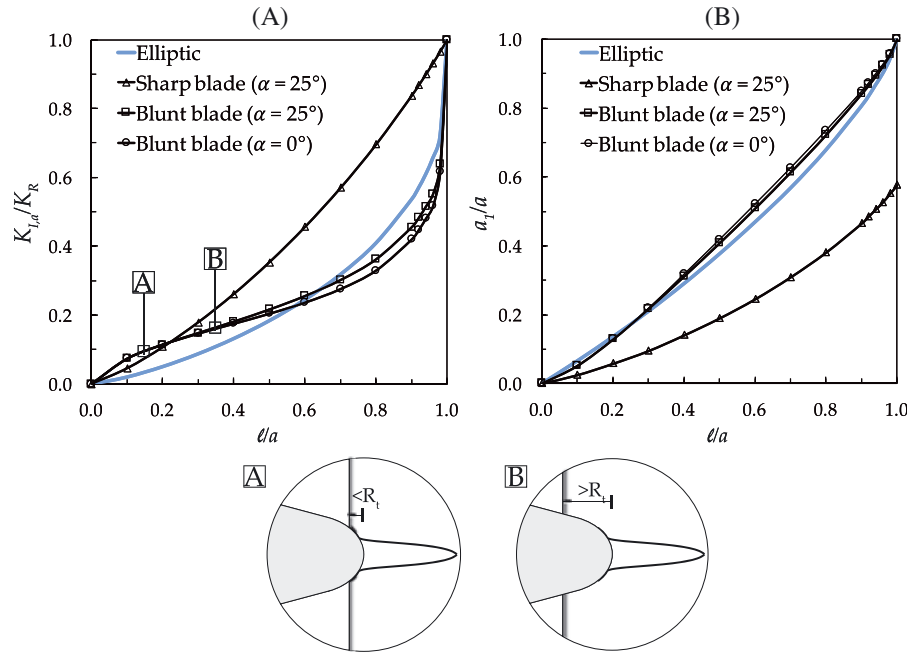 (A)
1.0
0.8
0.6
0.4
0.2
0.0
K_{I,a}/K_R
Elliptic
Sharp blade (α = 25°)
Blunt blade (α = 25°)
Blunt blade (α = 0°)
A
B
0.0 0.2 0.4 0.6 0.8 1.0
ℓ/a
(B)
1.0
0.8
0.6
0.4
0.2
0.0
a_T/a
Elliptic
Sharp blade (α = 25°)
Blunt blade (α = 25°)
Blunt blade (α = 0°)
0.0 0.2 0.4 0.6 0.8 1.0
ℓ/a
A
<R_t
B
>R_t